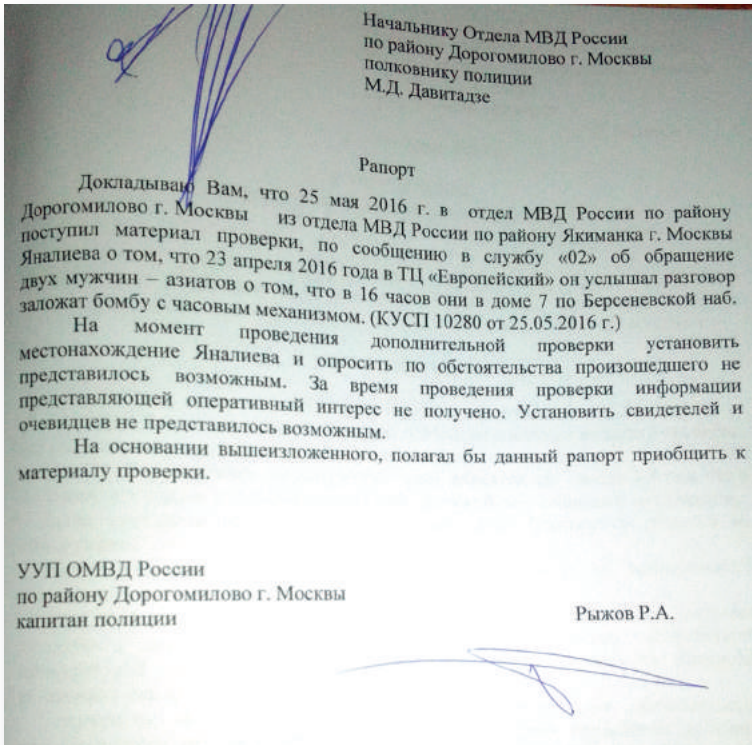 Начальнику Отдела МВД России
по району Дорогомилово г. Москвы
полковнику полиции
М.Д. Давитадзе
Рапорт
Докладываю Вам, что 25 мая 2016 г. в отдел МВД России по району
Дорогомилово г. Москвы из отдела МВД России по району Якиманка г. Москвы
поступил материал проверки, по сообщению в службу «02» об обращение
Яналиева о том, что 23 апреля 2016 года в ТЦ «Европейский» он услышал разговор
двух мужчин – азиатов о том, что в 16 часов они в доме 7 по Берсеневской наб.
заложат бомбу с часовым механизмом. (КУСП 10280 от 25.05.2016 г.)
На момент проведения дополнительной проверки установить
местонахождение Яналиева и опросить по обстоятельства произошедшего не
представилось возможным. За время проведения проверки информации
представляющей оперативный интерес не получено. Установить свидетелей и
очевидцев не представилось возможным.
На основании вышеизложенного, полагал бы данный рапорт приобщить к
материалу проверки.
УУП ОМВД России
по району Дорогомилово г. Москвы
капитан полиции Рыжов Р.А.